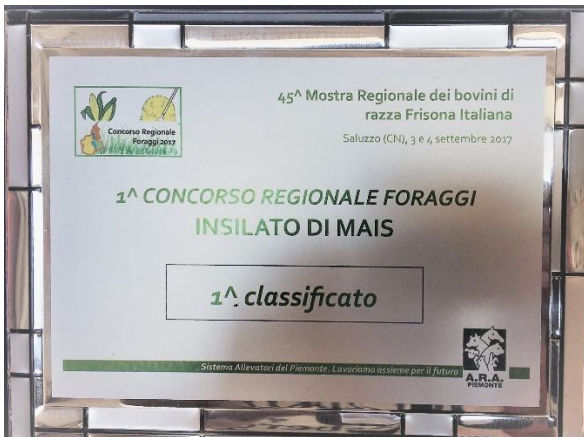 Concorso Regionale
Foraggi 2017
45^ Mostra Regionale dei bovini di
razza Frisona Italiana
Saluzzo (CN), 3 e 4 settembre 2017
1^ CONCORSO REGIONALE FORAGGI
INSILATO DI MAIS
1^ classificato
Sistema Allevatori del Piemonte. Lavoriamo assieme per il futuro
A.R.A.
PIEMONTE